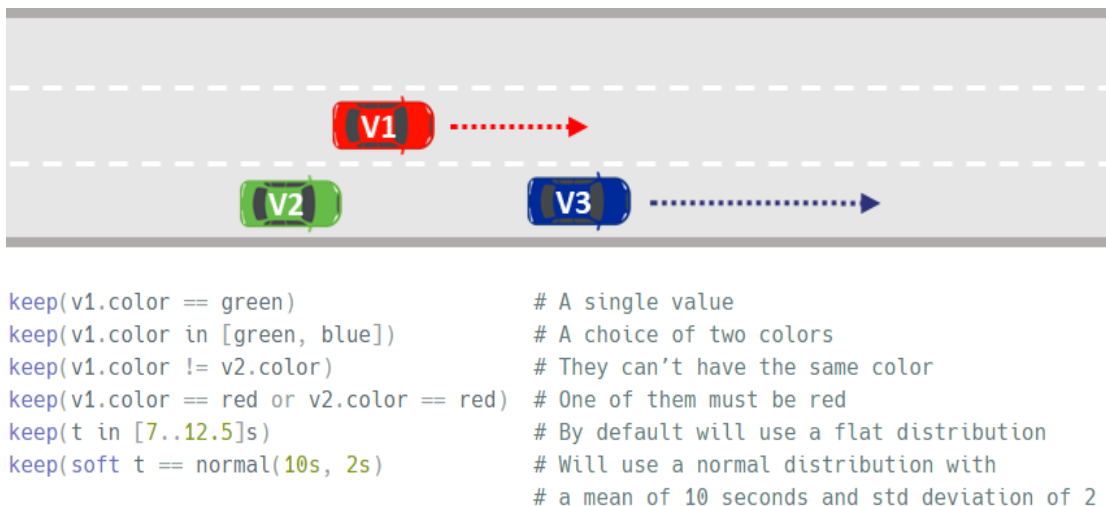 V1
V2 V3
keep(v1.color == green) # A single value
keep(v1.color in [green, blue]) # A choice of two colors
keep(v1.color != v2.color) # They can’t have the same color
keep(v1.color == red or v2.color == red) # One of them must be red
keep(t in [7..12.5]s) # By default will use a flat distribution
keep(soft t == normal(10s, 2s) # Will use a normal distribution with
# a mean of 10 seconds and std deviation of 2